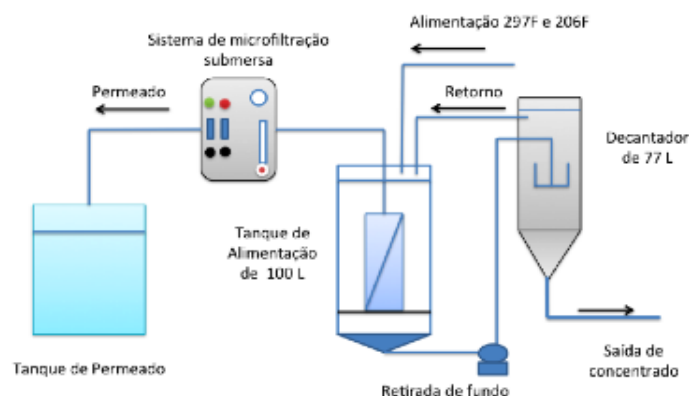 Alimentação 297F e 206F
Sistema de microfiltração
submersa
Permeado
Retorno
Decantador
de 77 L
Tanque de
Alimentação
de 100 L
Saída de
concentrado
Tanque de Permeado
Retirada de fundo